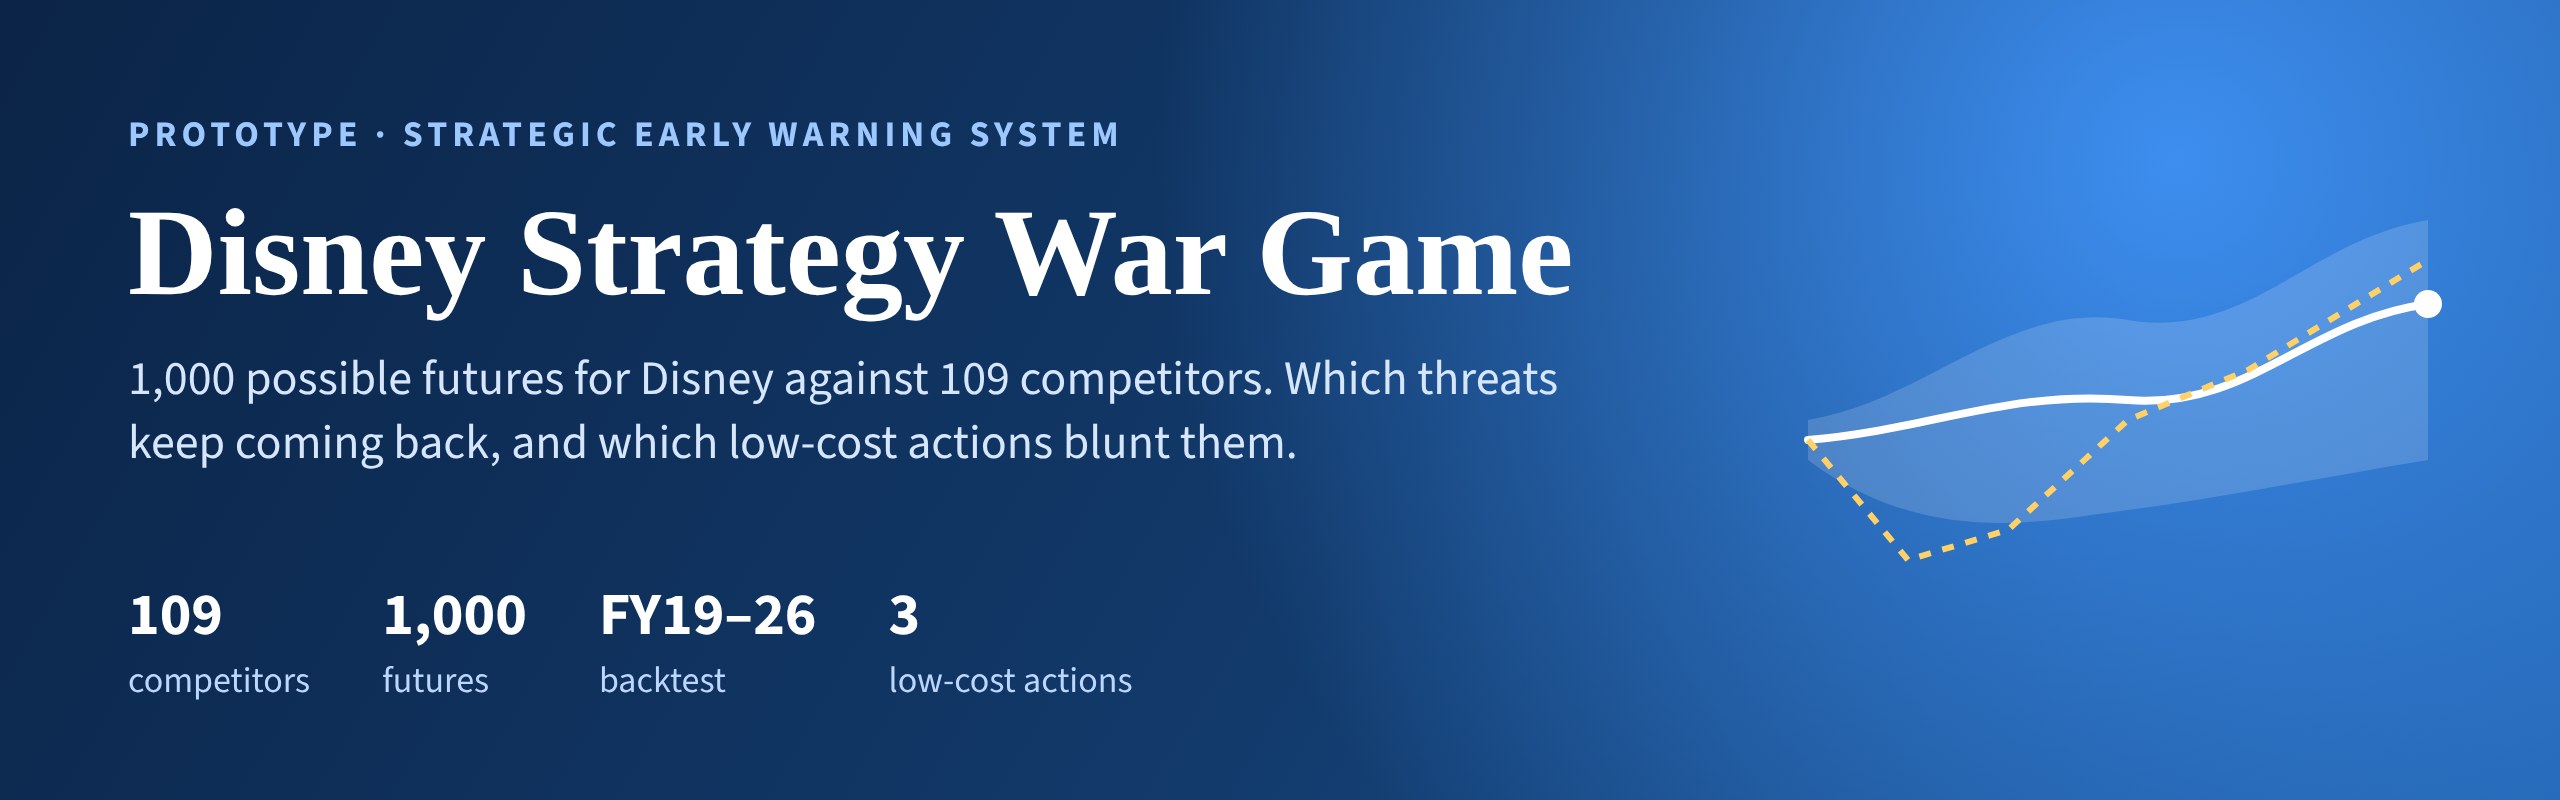 PROTOTYPE · STRATEGIC EARLY WARNING SYSTEM
Disney Strategy War Game
1,000 possible futures for Disney against 109 competitors. Which threats
keep coming back, and which low-cost actions blunt them.
109
competitors
1,000
futures
FY19–26
backtest
3
low-cost actions